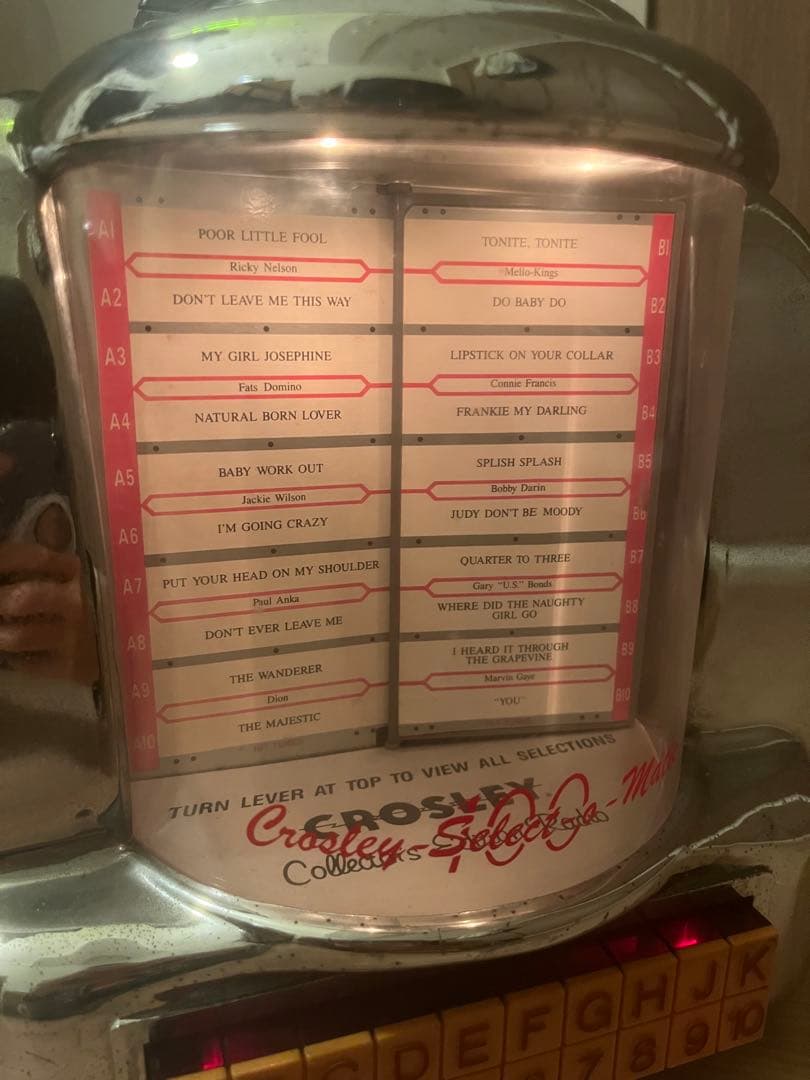 A1
POOR LITTLE FOOL
Ricky Nelson
A2
DON'T LEAVE ME THIS WAY
A3
MY GIRL JOSEPHINE
Fats Domino
A4
NATURAL BORN LOVER
A5
BABY WORK OUT
Jackie Wilson
A6
I'M GOING CRAZY
A7
PUT YOUR HEAD ON MY SHOULDER
Paul Anka
A8
DON'T EVER LEAVE ME
A9
THE WANDERER
Dion
A10
THE MAJESTIC
TONITE, TONITE
B1
Mello-Kings
DO BABY DO
B2
LIPSTICK ON YOUR COLLAR
B3
Connie Francis
FRANKIE MY DARLING
B4
SPLISH SPLASH
B5
Bobby Darin
JUDY DON'T BE MOODY
B6
QUARTER TO THREE
B7
Gary "U.S." Bonds
WHERE DID THE NAUGHTY
GIRL GO
B8
I HEARD IT THROUGH
THE GRAPEVINE
B9
Marvin Gaye
"YOU"
B10
TURN LEVER AT TOP TO VIEW ALL SELECTIONS
CROSLEY
100
Crosley-Select-o-Matic
Collectors Radio
C D E F G H J K
7 8 9 10